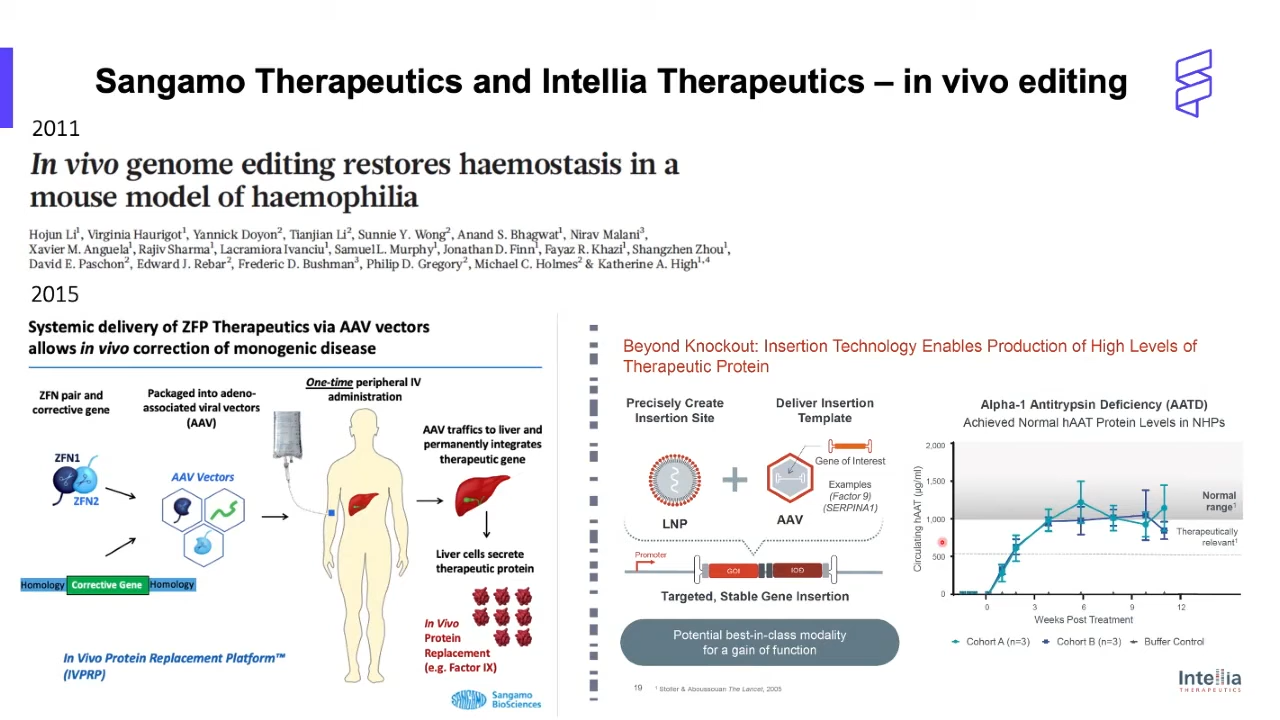 Sangamo Therapeutics and Intellia Therapeutics – in vivo editing
2011
In vivo genome editing restores haemostasis in a
mouse model of haemophilia
Hojun Li¹, Virginia Haurigot¹, Yannick Doyon², Tianjian Li², Sunnie Y. Wong², Anand S. Bhagwat¹, Nirav Malani³,
Xavier M. Anguela¹, Rajiv Sharma¹, Lacramiora Ivanciu¹, Samuel L. Murphy¹, Jonathan D. Finn¹, Fayaz R. Khazi¹, Shangzhen Zhou¹,
David E. Paschon², Edward J. Rebar², Frederic D. Bushman³, Philip D. Gregory², Michael C. Holmes² & Katherine A. High¹,⁴
2015
Systemic delivery of ZFP Therapeutics via AAV vectors
allows in vivo correction of monogenic disease
ZFN pair and
corrective gene
Packaged into adeno-
associated viral vectors
(AAV)
One-time peripheral IV
administration
AAV traffics to liver and
permanently integrates
therapeutic gene
ZFN1
ZFN2
AAV Vectors
Liver cells secrete
therapeutic protein
Homology Corrective Gene Homology
In Vivo
Protein
Replacement
(e.g. Factor IX)
In Vivo Protein Replacement Platform™
(IVPRP)
SANGAMO
Sangamo
BioSciences
Beyond Knockout: Insertion Technology Enables Production of High Levels of
Therapeutic Protein
Precisely Create
Insertion Site
Deliver Insertion
Template
Gene of Interest
Examples
(Factor 9)
(SERPINA1)
LNP
AAV
Promoter
GOI
GOI
Targeted, Stable Gene Insertion
Potential best-in-class modality
for a gain of function
Alpha-1 Antitrypsin Deficiency (AATD)
Achieved Normal hAAT Protein Levels in NHPs
Circulating hAAT (µg/ml)
2,000
1,500
1,000
500
0
Normal
range¹
Therapeutically
relevant¹
0 3 6 9 12
Weeks Post Treatment
Cohort A (n=3) Cohort B (n=3) Buffer Control
19 ¹ Stoller & Aboussouan The Lancet, 2005
Intellia
THERAPEUTICS